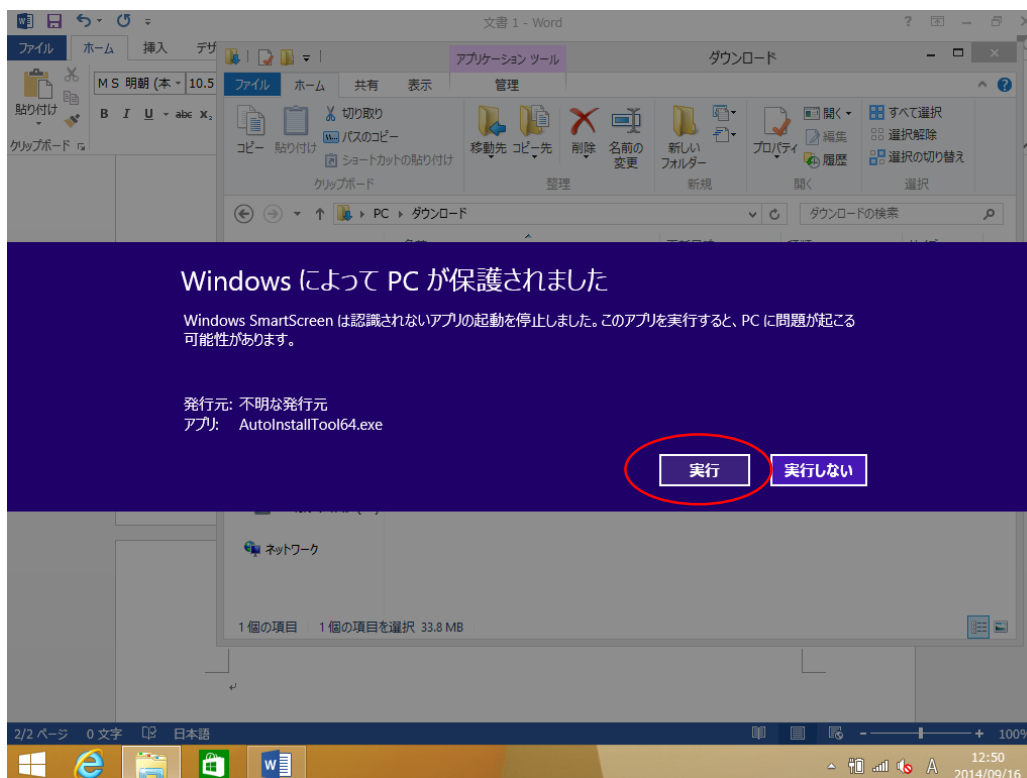 文書 1 - Word
ファイル ホーム 挿入 デザ
アプリケーション ツール
ダウンロード
ファイル ホーム 共有 表示 管理
MS 明朝 (本 10.5
B I U abc X,
貼り付け
クリップボード
コピー 貼り付け
切り取り
パスのコピー
ショートカットの貼り付け
移動先 コピー先 削除 名前の変更
新しいフォルダー
プロパティ
開く
編集
履歴
すべて選択
選択解除
選択の切り替え
クリップボード 整理 新規 開く 選択
PC ダウンロード
ダウンロードの検索
Windows によって PC が保護されました
Windows SmartScreen は認識されないアプリの起動を停止しました。このアプリを実行すると、PC に問題が起こる
可能性があります。
発行元: 不明な発行元
アプリ: AutoInstallTool64.exe
実行 実行しない
ネットワーク
1 個の項目 1 個の項目を選択 33.8 MB
2/2 ページ 0 文字 日本語
100%
A 12:50
2014/09/16